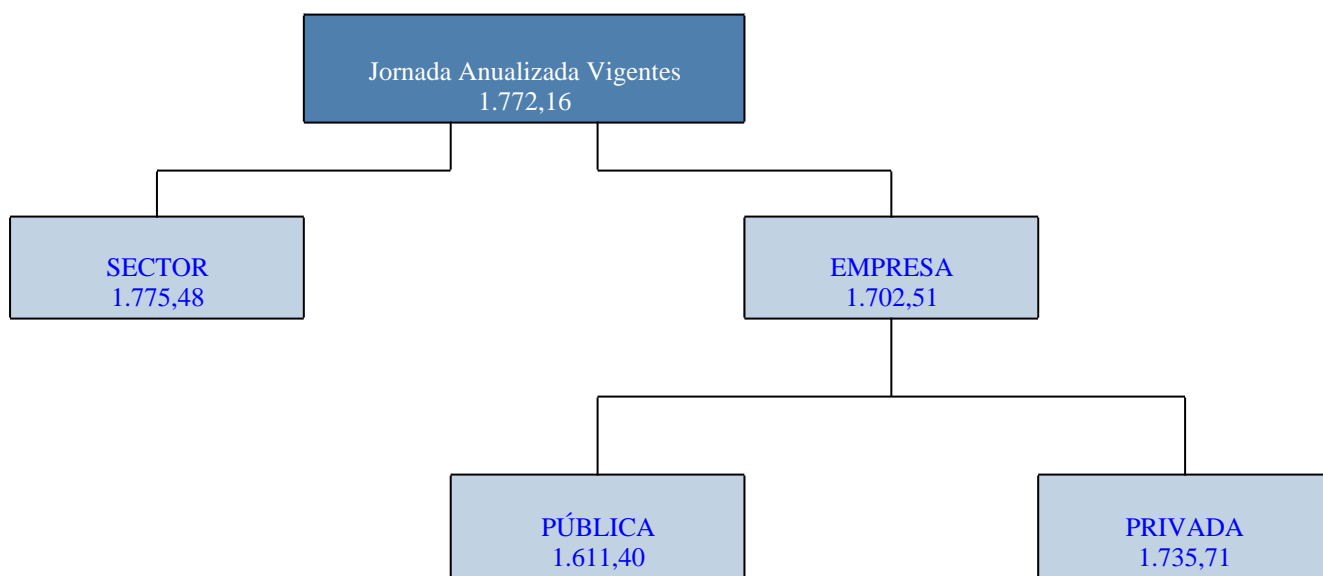 Jornada Anualizada Vigentes
1.772,16
SECTOR
1.775,48
EMPRESA
1.702,51
PÚBLICA
1.611,40
PRIVADA
1.735,71